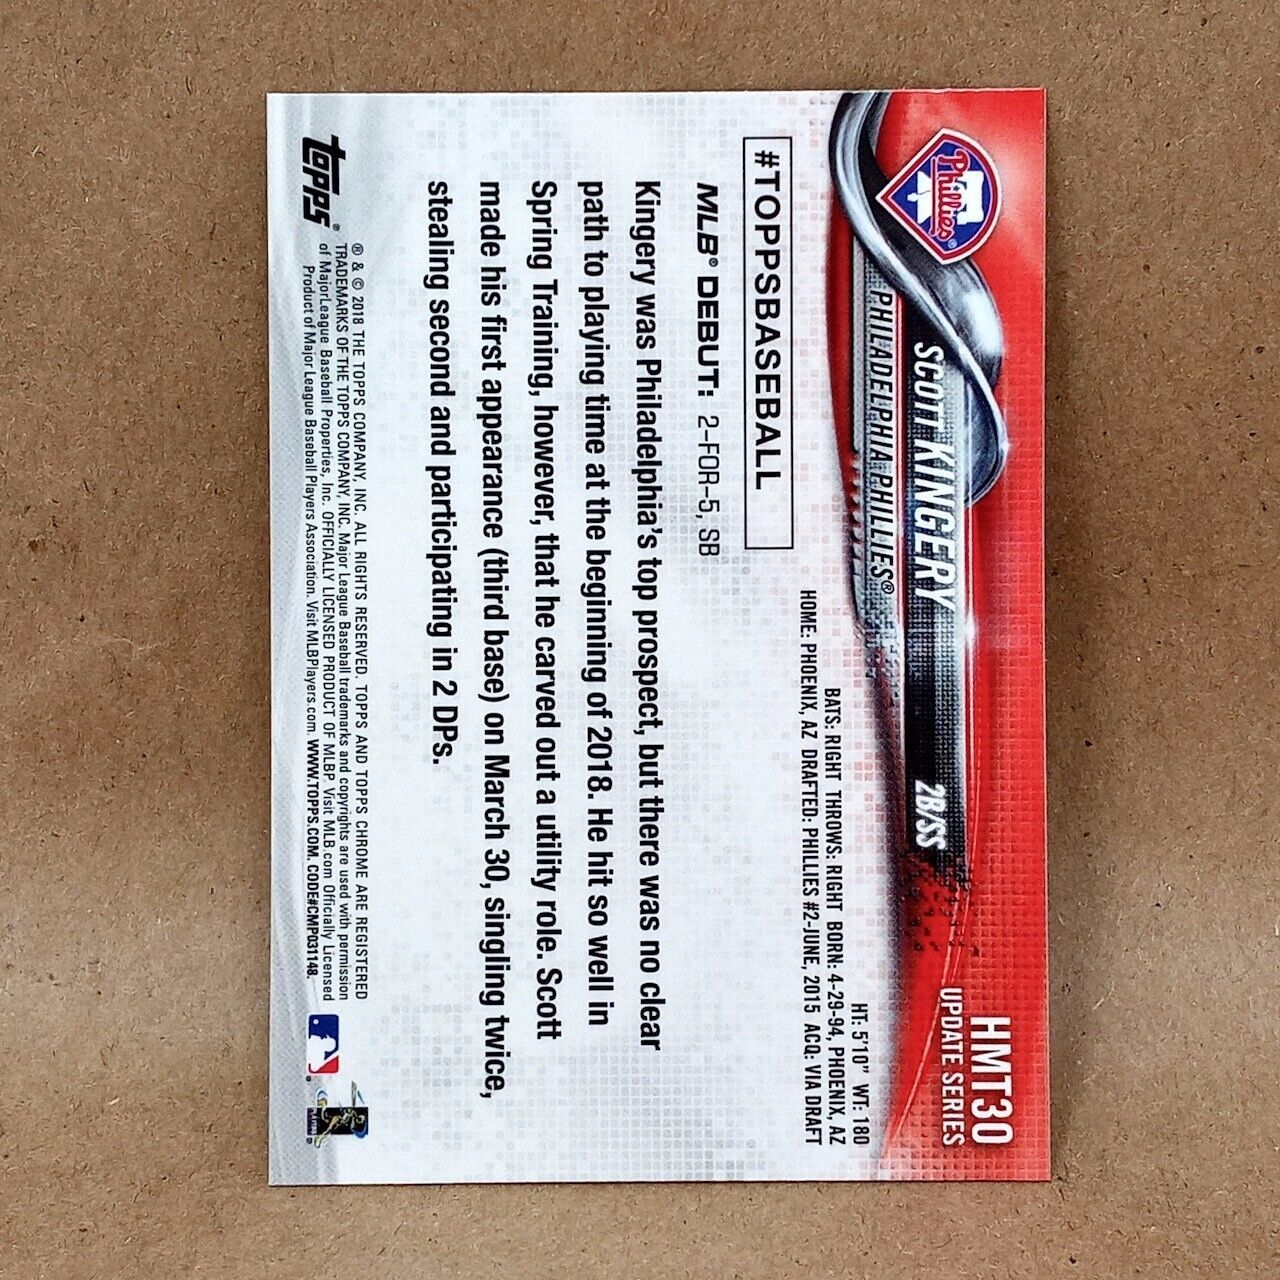 HMT30
UPDATE SERIES
Phillies®
SCOTT KINGERY 2B/SS
PHILADELPHIA PHILLIES®
HT: 5'10" WT: 180
BATS: RIGHT THROWS: RIGHT BORN: 4-29-94, PHOENIX, AZ
HOME: PHOENIX, AZ DRAFTED: PHILLIES #2-JUNE, 2015 ACQ: VIA DRAFT
#TOPPSBASEBALL
MLB® DEBUT: 2-FOR-5, SB
Kingery was Philadelphia's top prospect, but there was no clear
path to playing time at the beginning of 2018. He hit so well in
Spring Training, however, that he carved out a utility role. Scott
made his first appearance (third base) on March 30, singling twice,
stealing second and participating in 2 DPs.
topps®
® & © 2018 THE TOPPS COMPANY, INC. ALL RIGHTS RESERVED. TOPPS AND TOPPS CHROME ARE REGISTERED
TRADEMARKS OF THE TOPPS COMPANY, INC. Major League Baseball trademarks and copyrights are used with permission
of Major League Baseball Properties, Inc. OFFICIALLY LICENSED PRODUCT OF MLBP. Visit MLB.com Officially Licensed
Product of Major League Baseball Players Association. Visit MLBPlayers.com. WWW.TOPPS.COM. CODE#CMP031148.